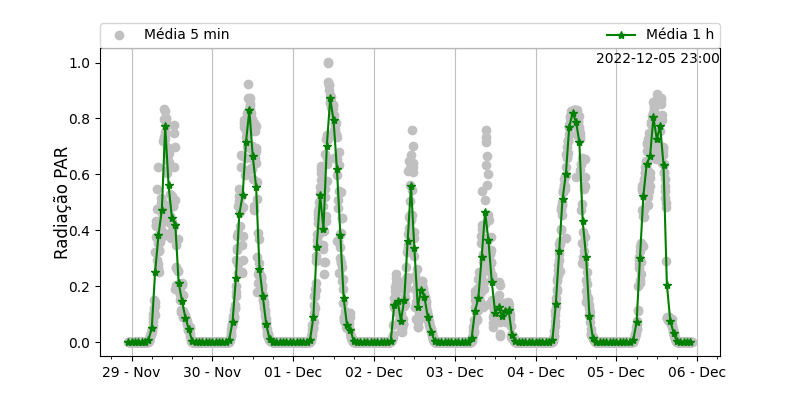 Média 5 min
Média 1 h
2022-12-05 23:00
Radiação PAR
1.0
0.8
0.6
0.4
0.2
0.0
29 - Nov
30 - Nov
01 - Dec
02 - Dec
03 - Dec
04 - Dec
05 - Dec
06 - Dec